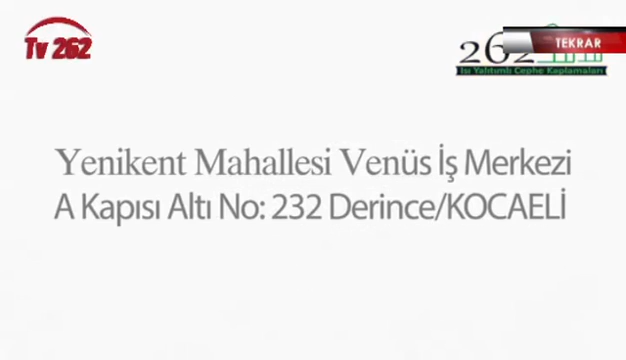 Tv 262
262
TEKRAR
Isı Yalıtımlı Cephe Kaplamaları
Yenikent Mahallesi Venüs İş Merkezi
A Kapısı Altı No: 232 Derince/KOCAELİ